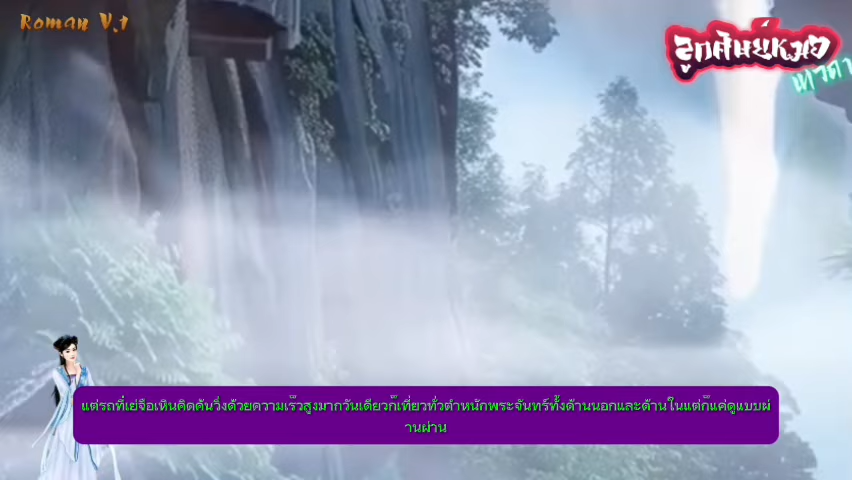 Roman V.1
ลูกศิษย์หมอ
เทวดา
แต่รถที่เย่จือเหินคิดค้นวิ่งด้วยความเร็วสูงมากวันเดียวก็เที่ยวทั่วตำหนักพระจันทร์ทั้งด้านนอกและด้านในแต่ก็แค่ดูแบบผ่
านผ่าน